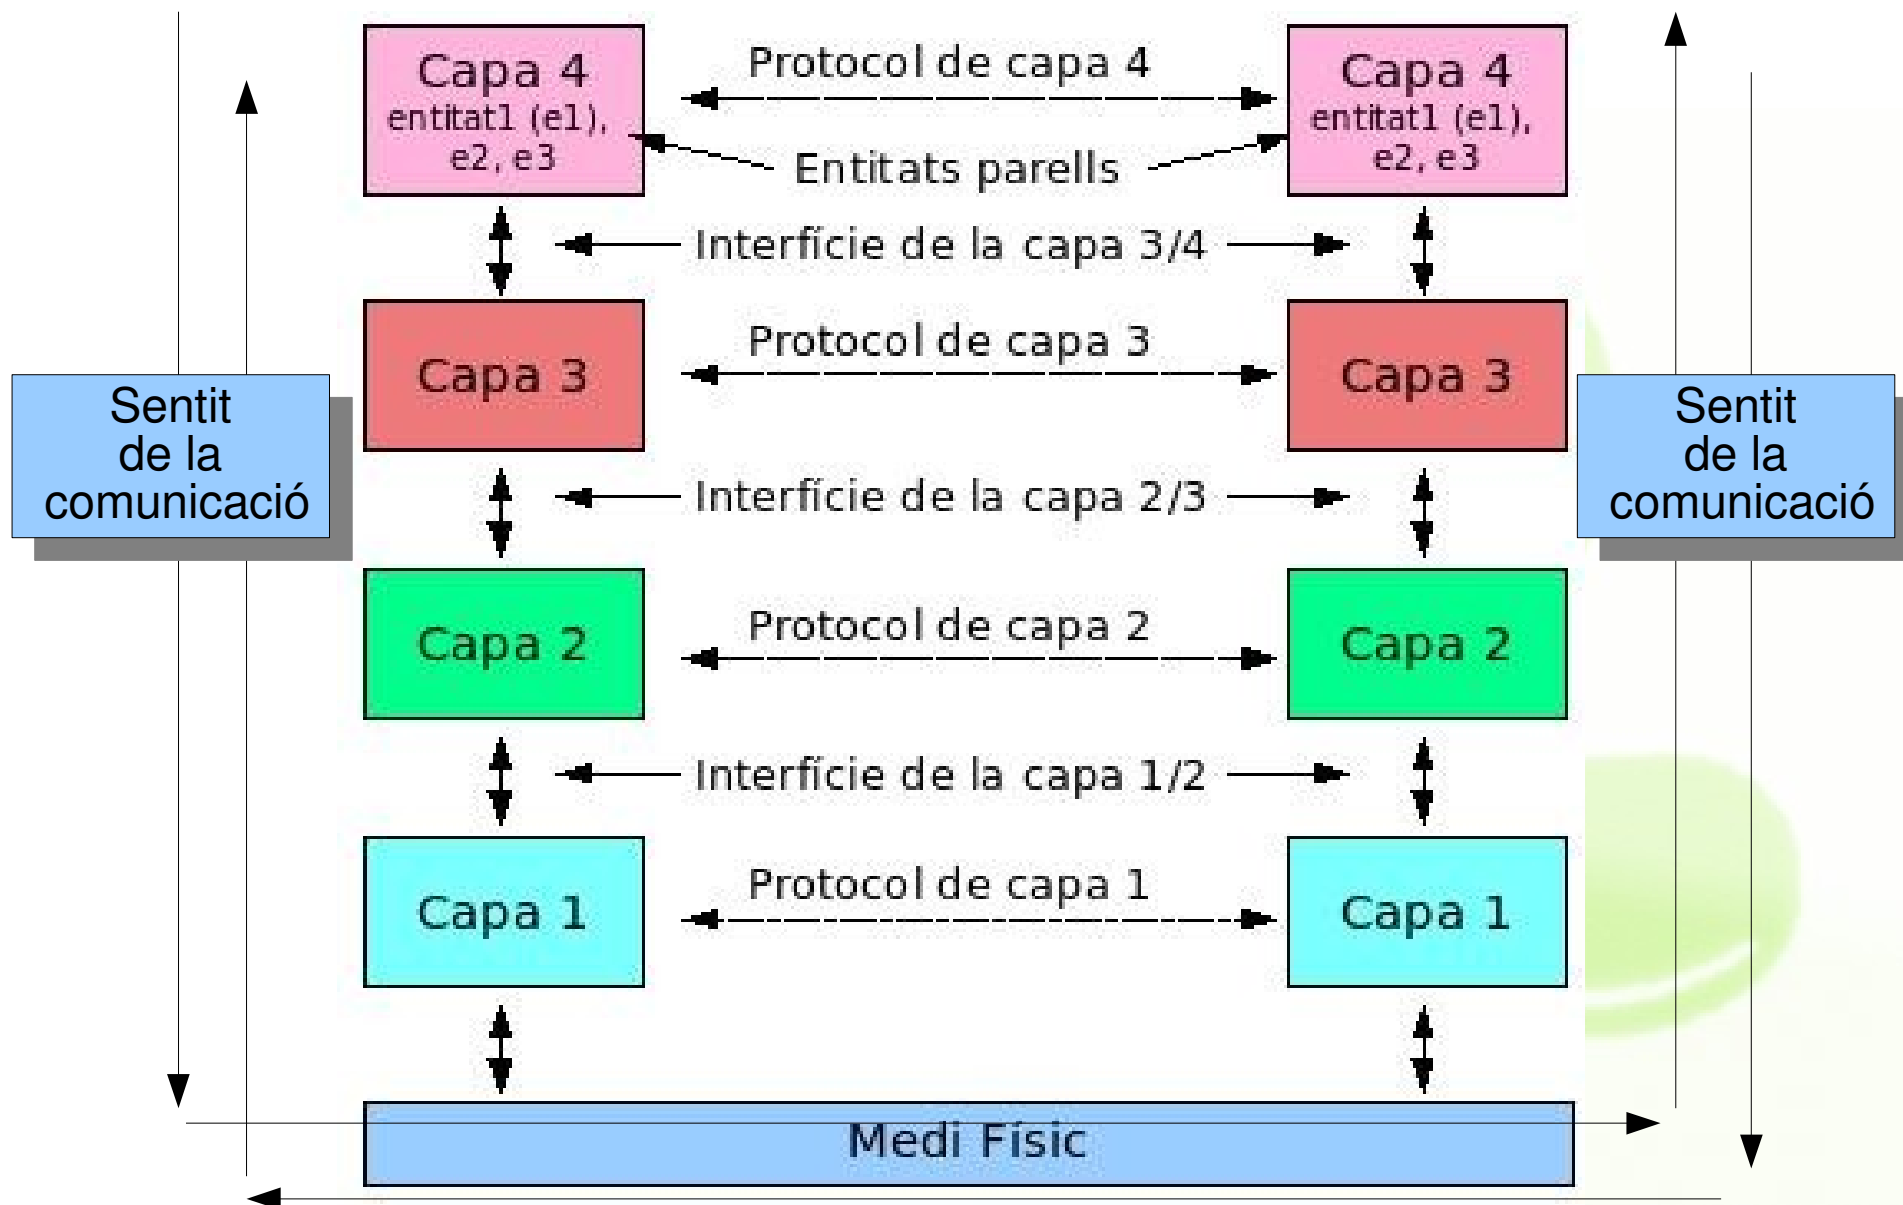 Capa 4
entitat1 (e1),
e2, e3
Protocol de capa 4
Capa 4
entitat1 (e1),
e2, e3
Entitats parells
Interfície de la capa 3/4
Capa 3
Protocol de capa 3
Capa 3
Sentit
de la
comunicació
Sentit
de la
comunicació
Interfície de la capa 2/3
Capa 2
Protocol de capa 2
Capa 2
Interfície de la capa 1/2
Capa 1
Protocol de capa 1
Capa 1
Medi Físic